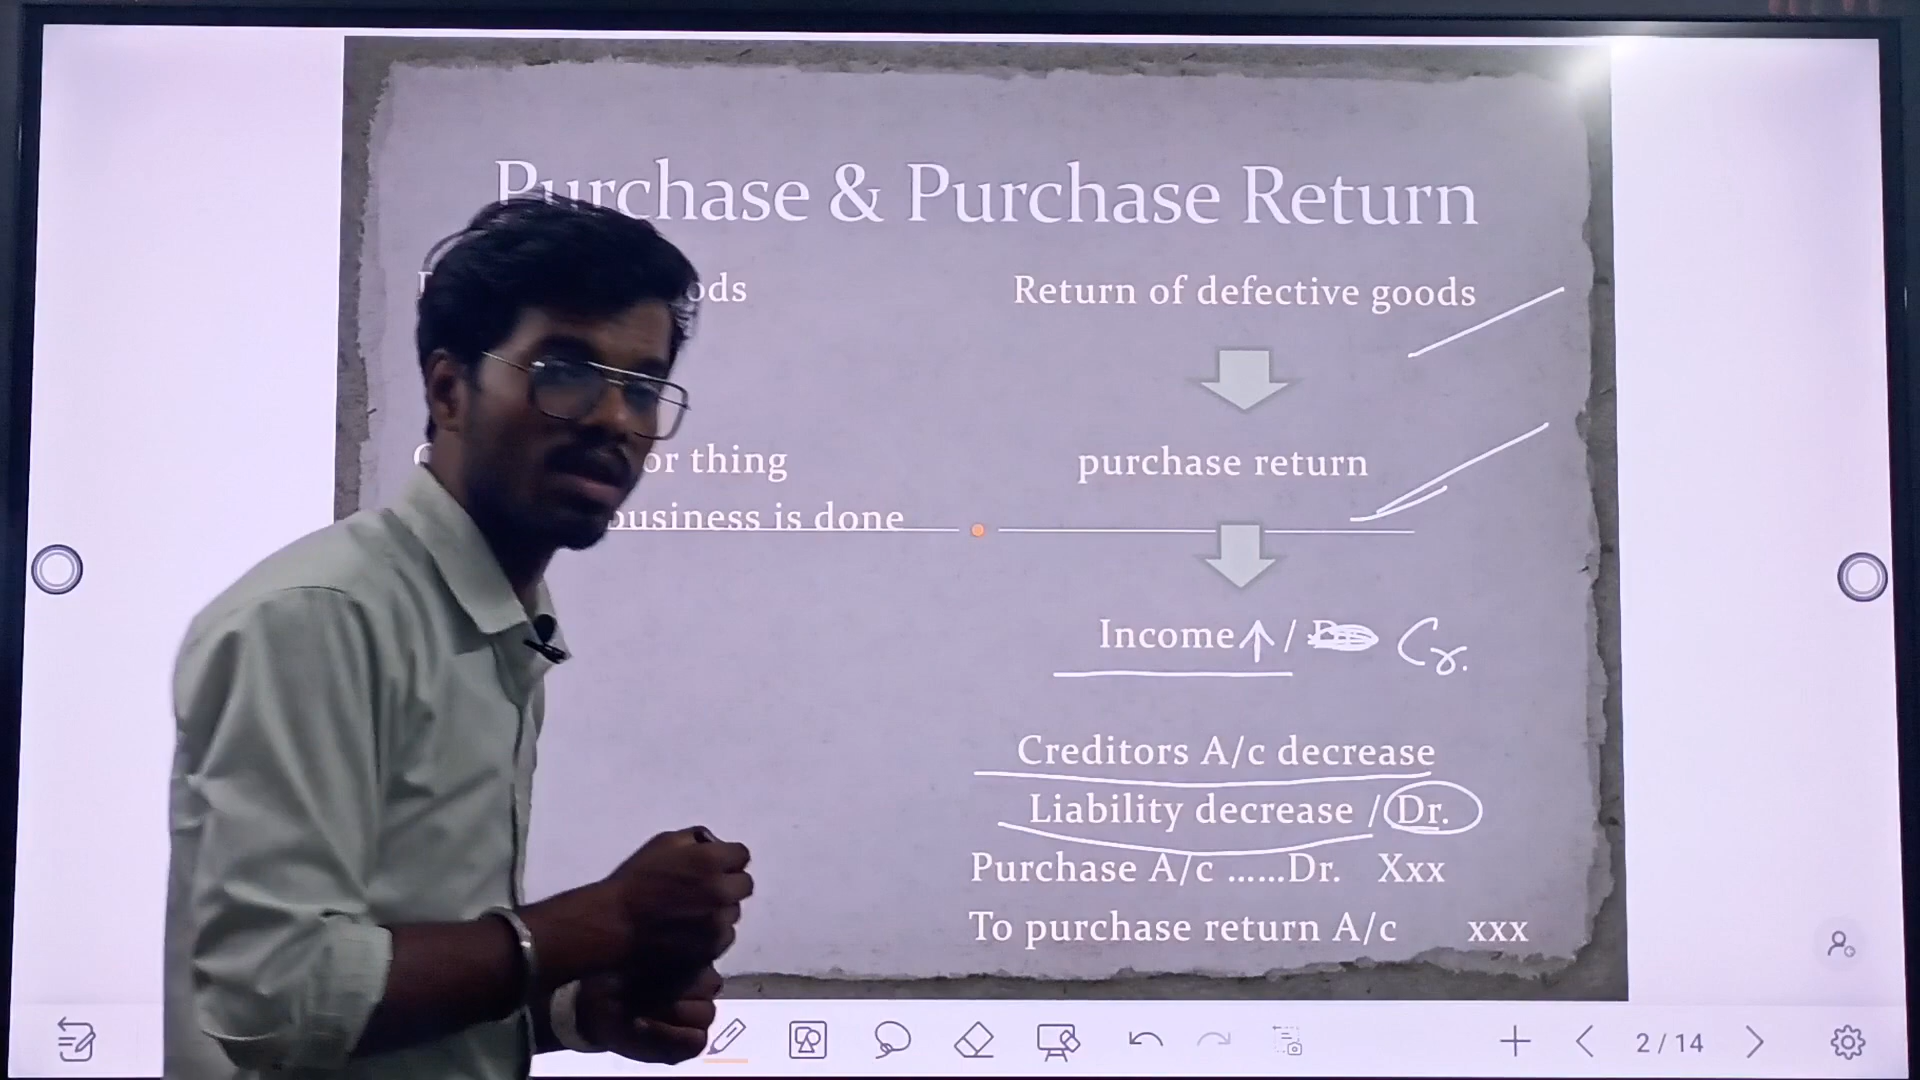 Purchase & Purchase Return
Return of defective goods
or thing
purchase return
business is done
Income↑ / Cr.
Creditors A/c decrease
Liability decrease / Dr.
Purchase A/c ......Dr. Xxx
To purchase return A/c xxx
2 / 14